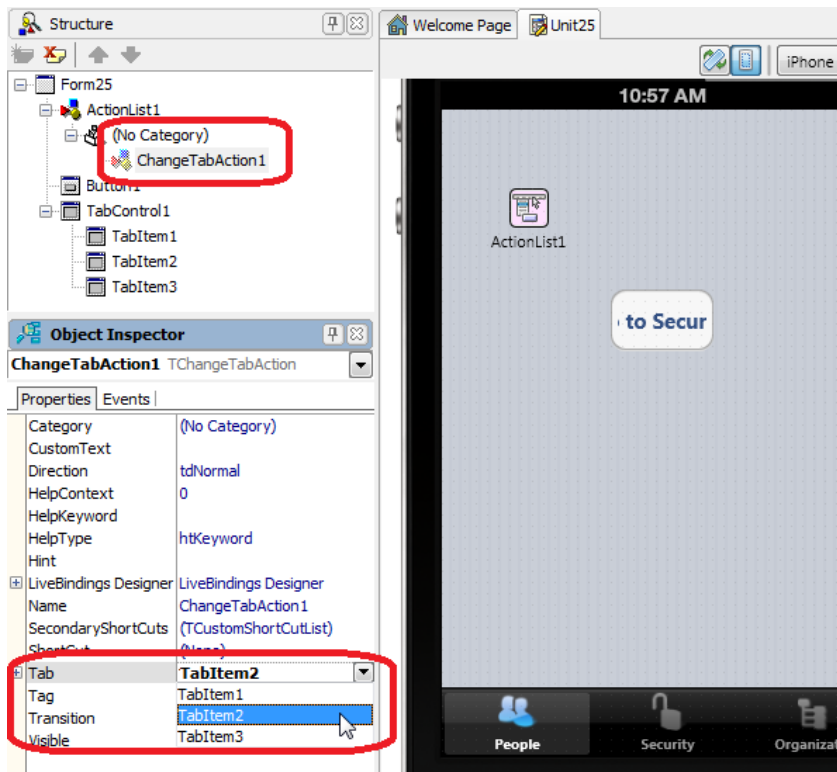 Structure
Form25
ActionList1
(No Category)
ChangeTabAction1
Button1
TabControl1
TabItem1
TabItem2
TabItem3
Object Inspector
ChangeTabAction1 TChangeTabAction
Properties Events
Category (No Category)
CustomText
Direction tdNormal
HelpContext 0
HelpKeyword
HelpType htKeyword
Hint
LiveBindings Designer LiveBindings Designer
Name ChangeTabAction1
SecondaryShortCuts (TCustomShortCutList)
ShortCut (None)
Tab TabItem2
Tag TabItem1
Transition TabItem2
Visible TabItem3
Welcome Page Unit25
iPhone
10:57 AM
ActionList1
to Secur
People Security Organizat